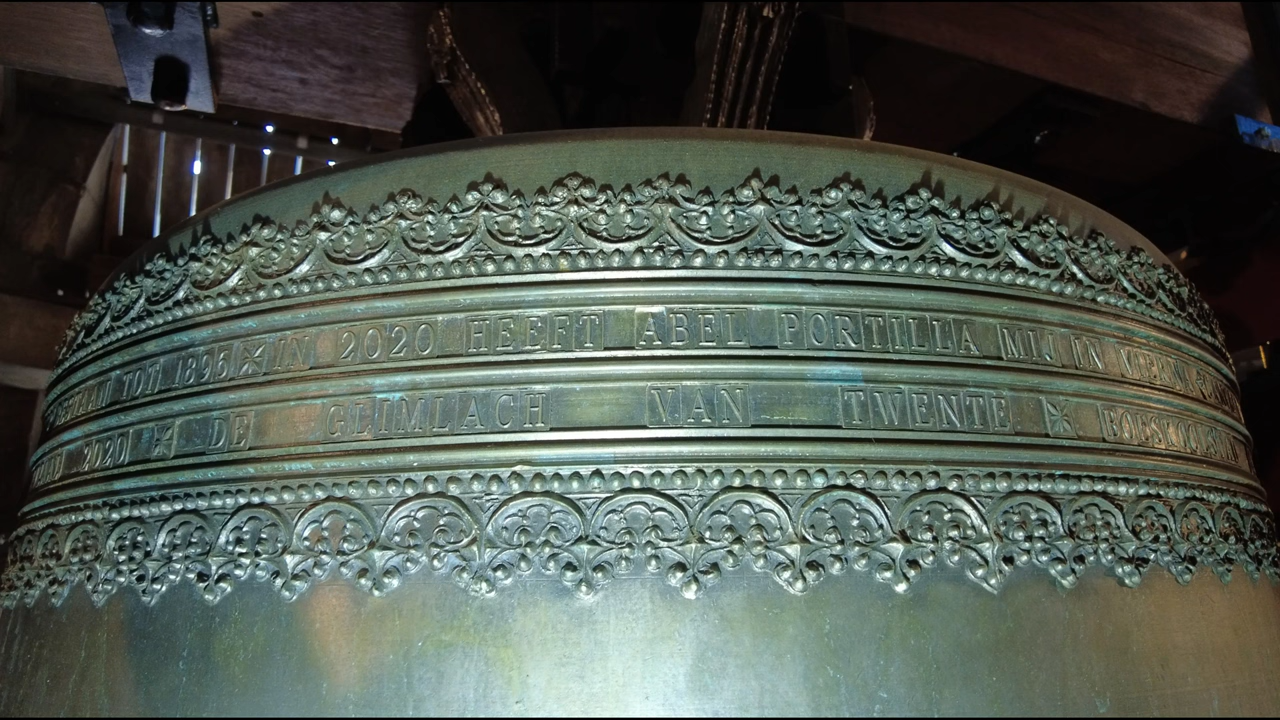 TOT 1895 IN 2020 HEEFT ABEL PORTILLA MIJ IN
2020 DE GLIMLACH VAN TWENTE